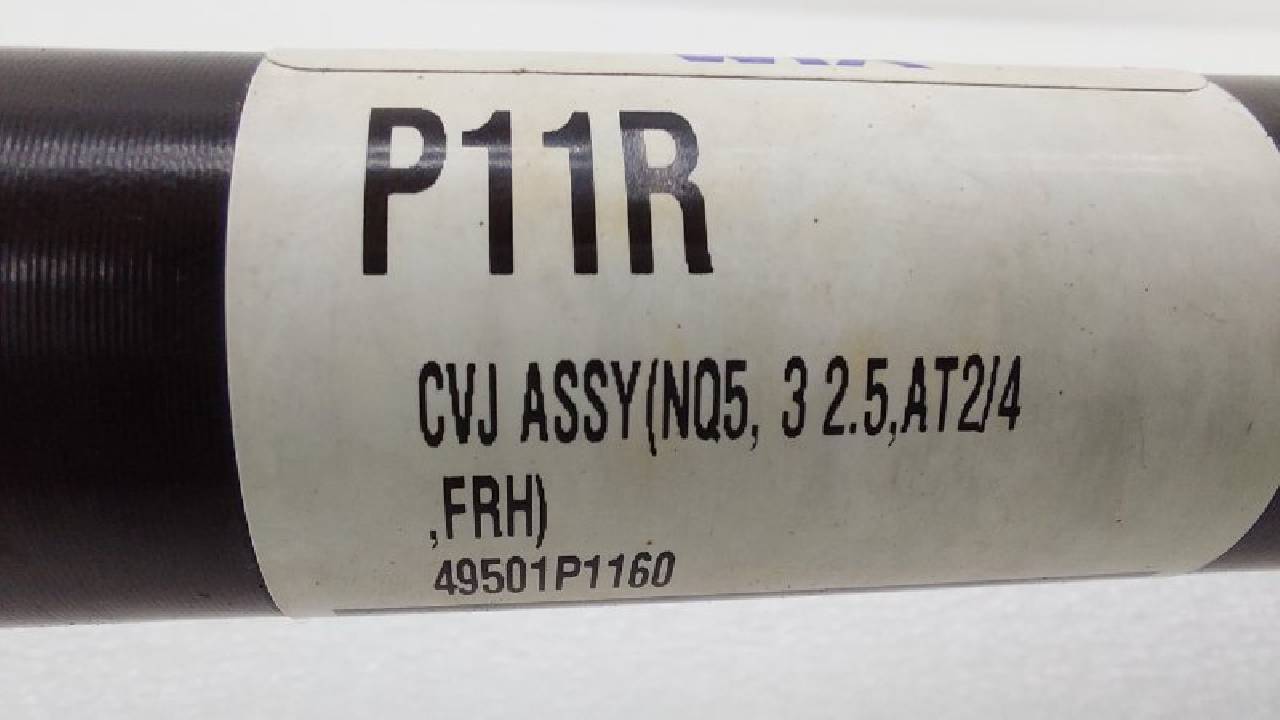 P11R
CVJ ASSY(NQ5, 3 2.5,AT2/4
,FRH)
49501P1160